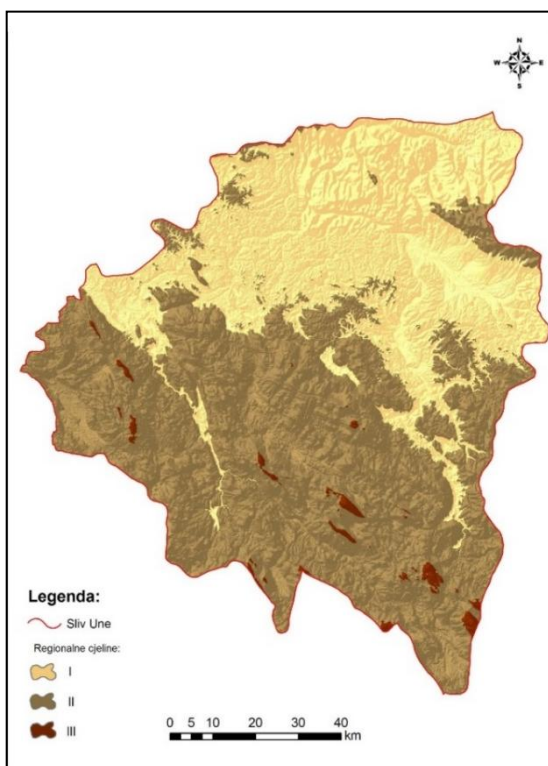 N
W E
S
Legenda:
Sliv Une
Regionalne cjeline:
I
II
III
0 5 10 20 30 40
km